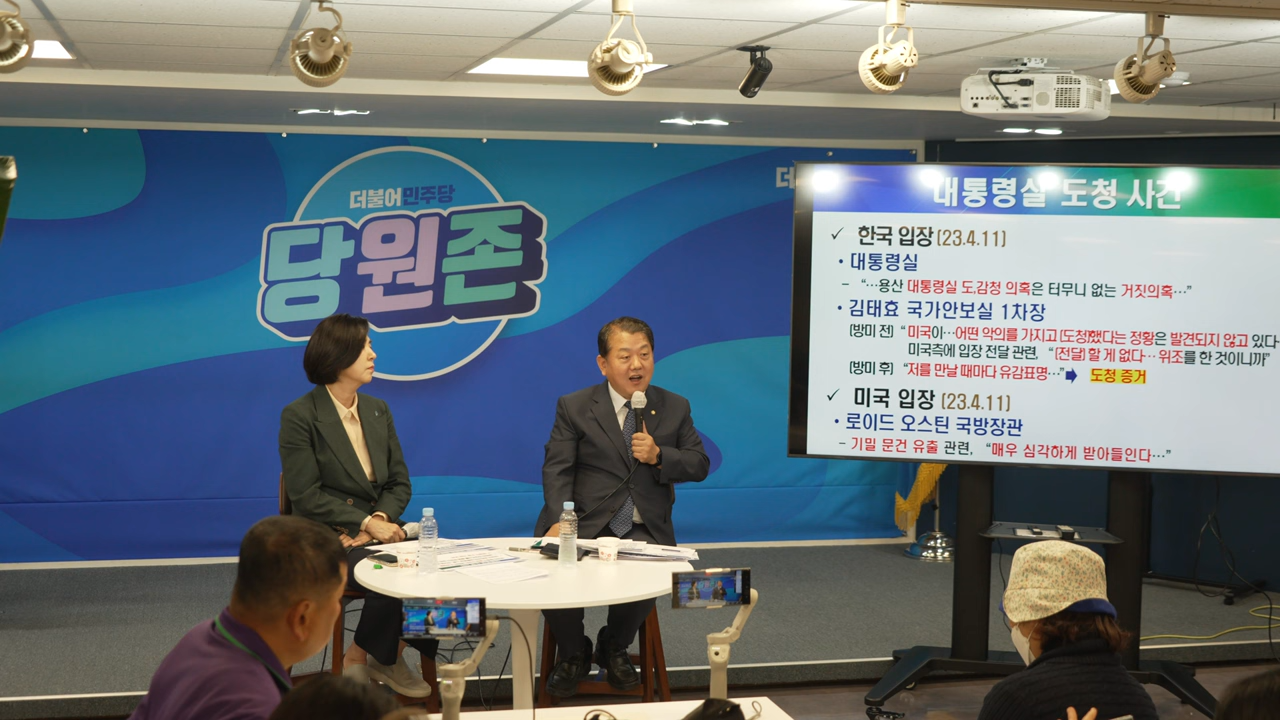 더불어민주당
당원존
더
대통령실 도청 사건
✓ 한국 입장(23.4.11)
• 대통령실
- “…용산 대통령실 도,감청 의혹은 터무니 없는 거짓의혹…”
• 김태효 국가안보실 1차장
(방미 전) “미국이…어떤 악의를 가지고(도청)했다는 정황은 발견되지 않고 있다
미국측에 입장 전달 관련, “(전달)할 게 없다… 위조를 한 것이니까”
(방미 후) “저를 만날 때마다 유감표명…” ➡ 도청 증거
✓ 미국 입장(23.4.11)
• 로이드 오스틴 국방장관
- 기밀 문건 유출 관련, “매우 심각하게 받아들인다…”